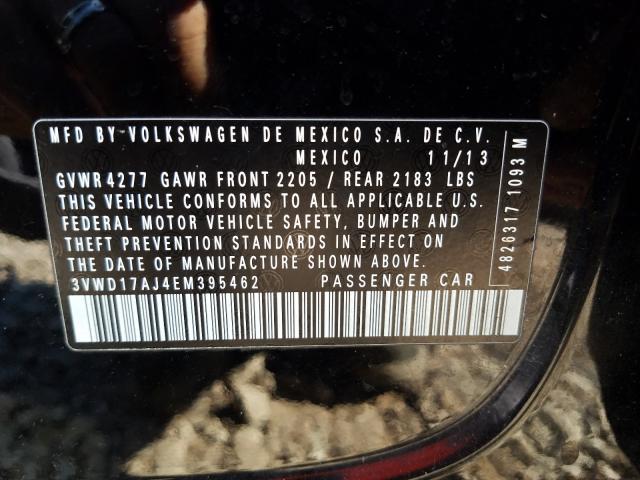 MFD BY VOLKSWAGEN DE MEXICO S.A. DE C.V.
MEXICO 11/13
GVWR 4277 GAWR FRONT 2205 / REAR 2183 LBS
THIS VEHICLE CONFORMS TO ALL APPLICABLE U.S.
FEDERAL MOTOR VEHICLE SAFETY, BUMPER AND
THEFT PREVENTION STANDARDS IN EFFECT ON
THE DATE OF MANUFACTURE SHOWN ABOVE.
3VWD17AJ4EM395462 PASSENGER CAR
4826317 1093 M